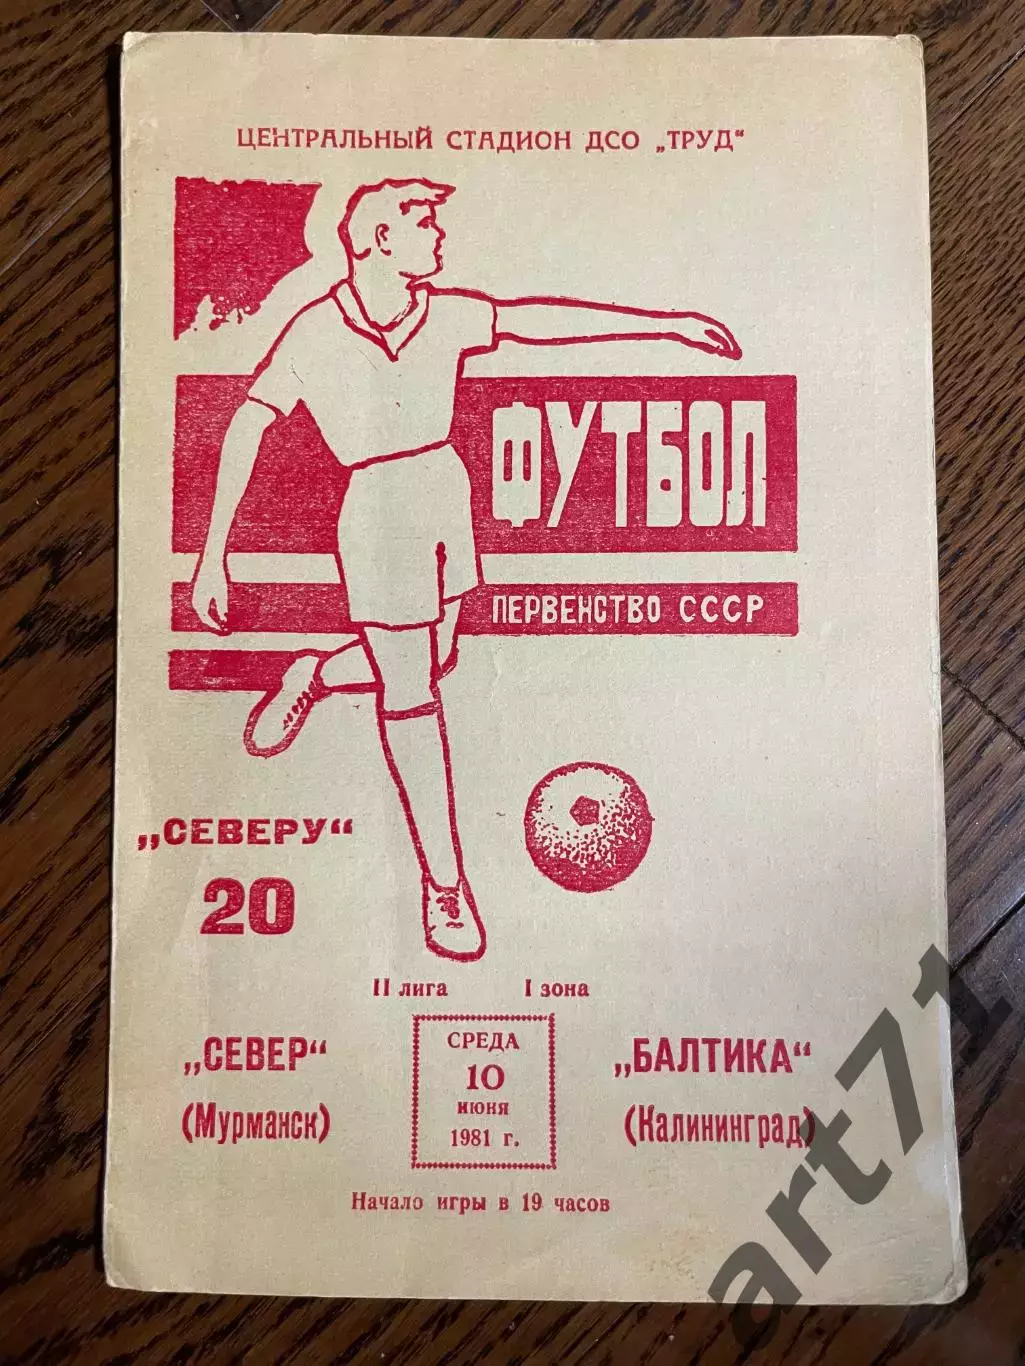 ЦЕНТРАЛЬНЫЙ СТАДИОН ДСО „ТРУД“
ФУТБОЛ
ПЕРВЕНСТВО СССР
„СЕВЕРУ“
20
II лига I зона
„СЕВЕР“
(Мурманск)
СРЕДА
10
июня
1981 г.
„БАЛТИКА“
(Калининград)
Начало игры в 19 часов
art71